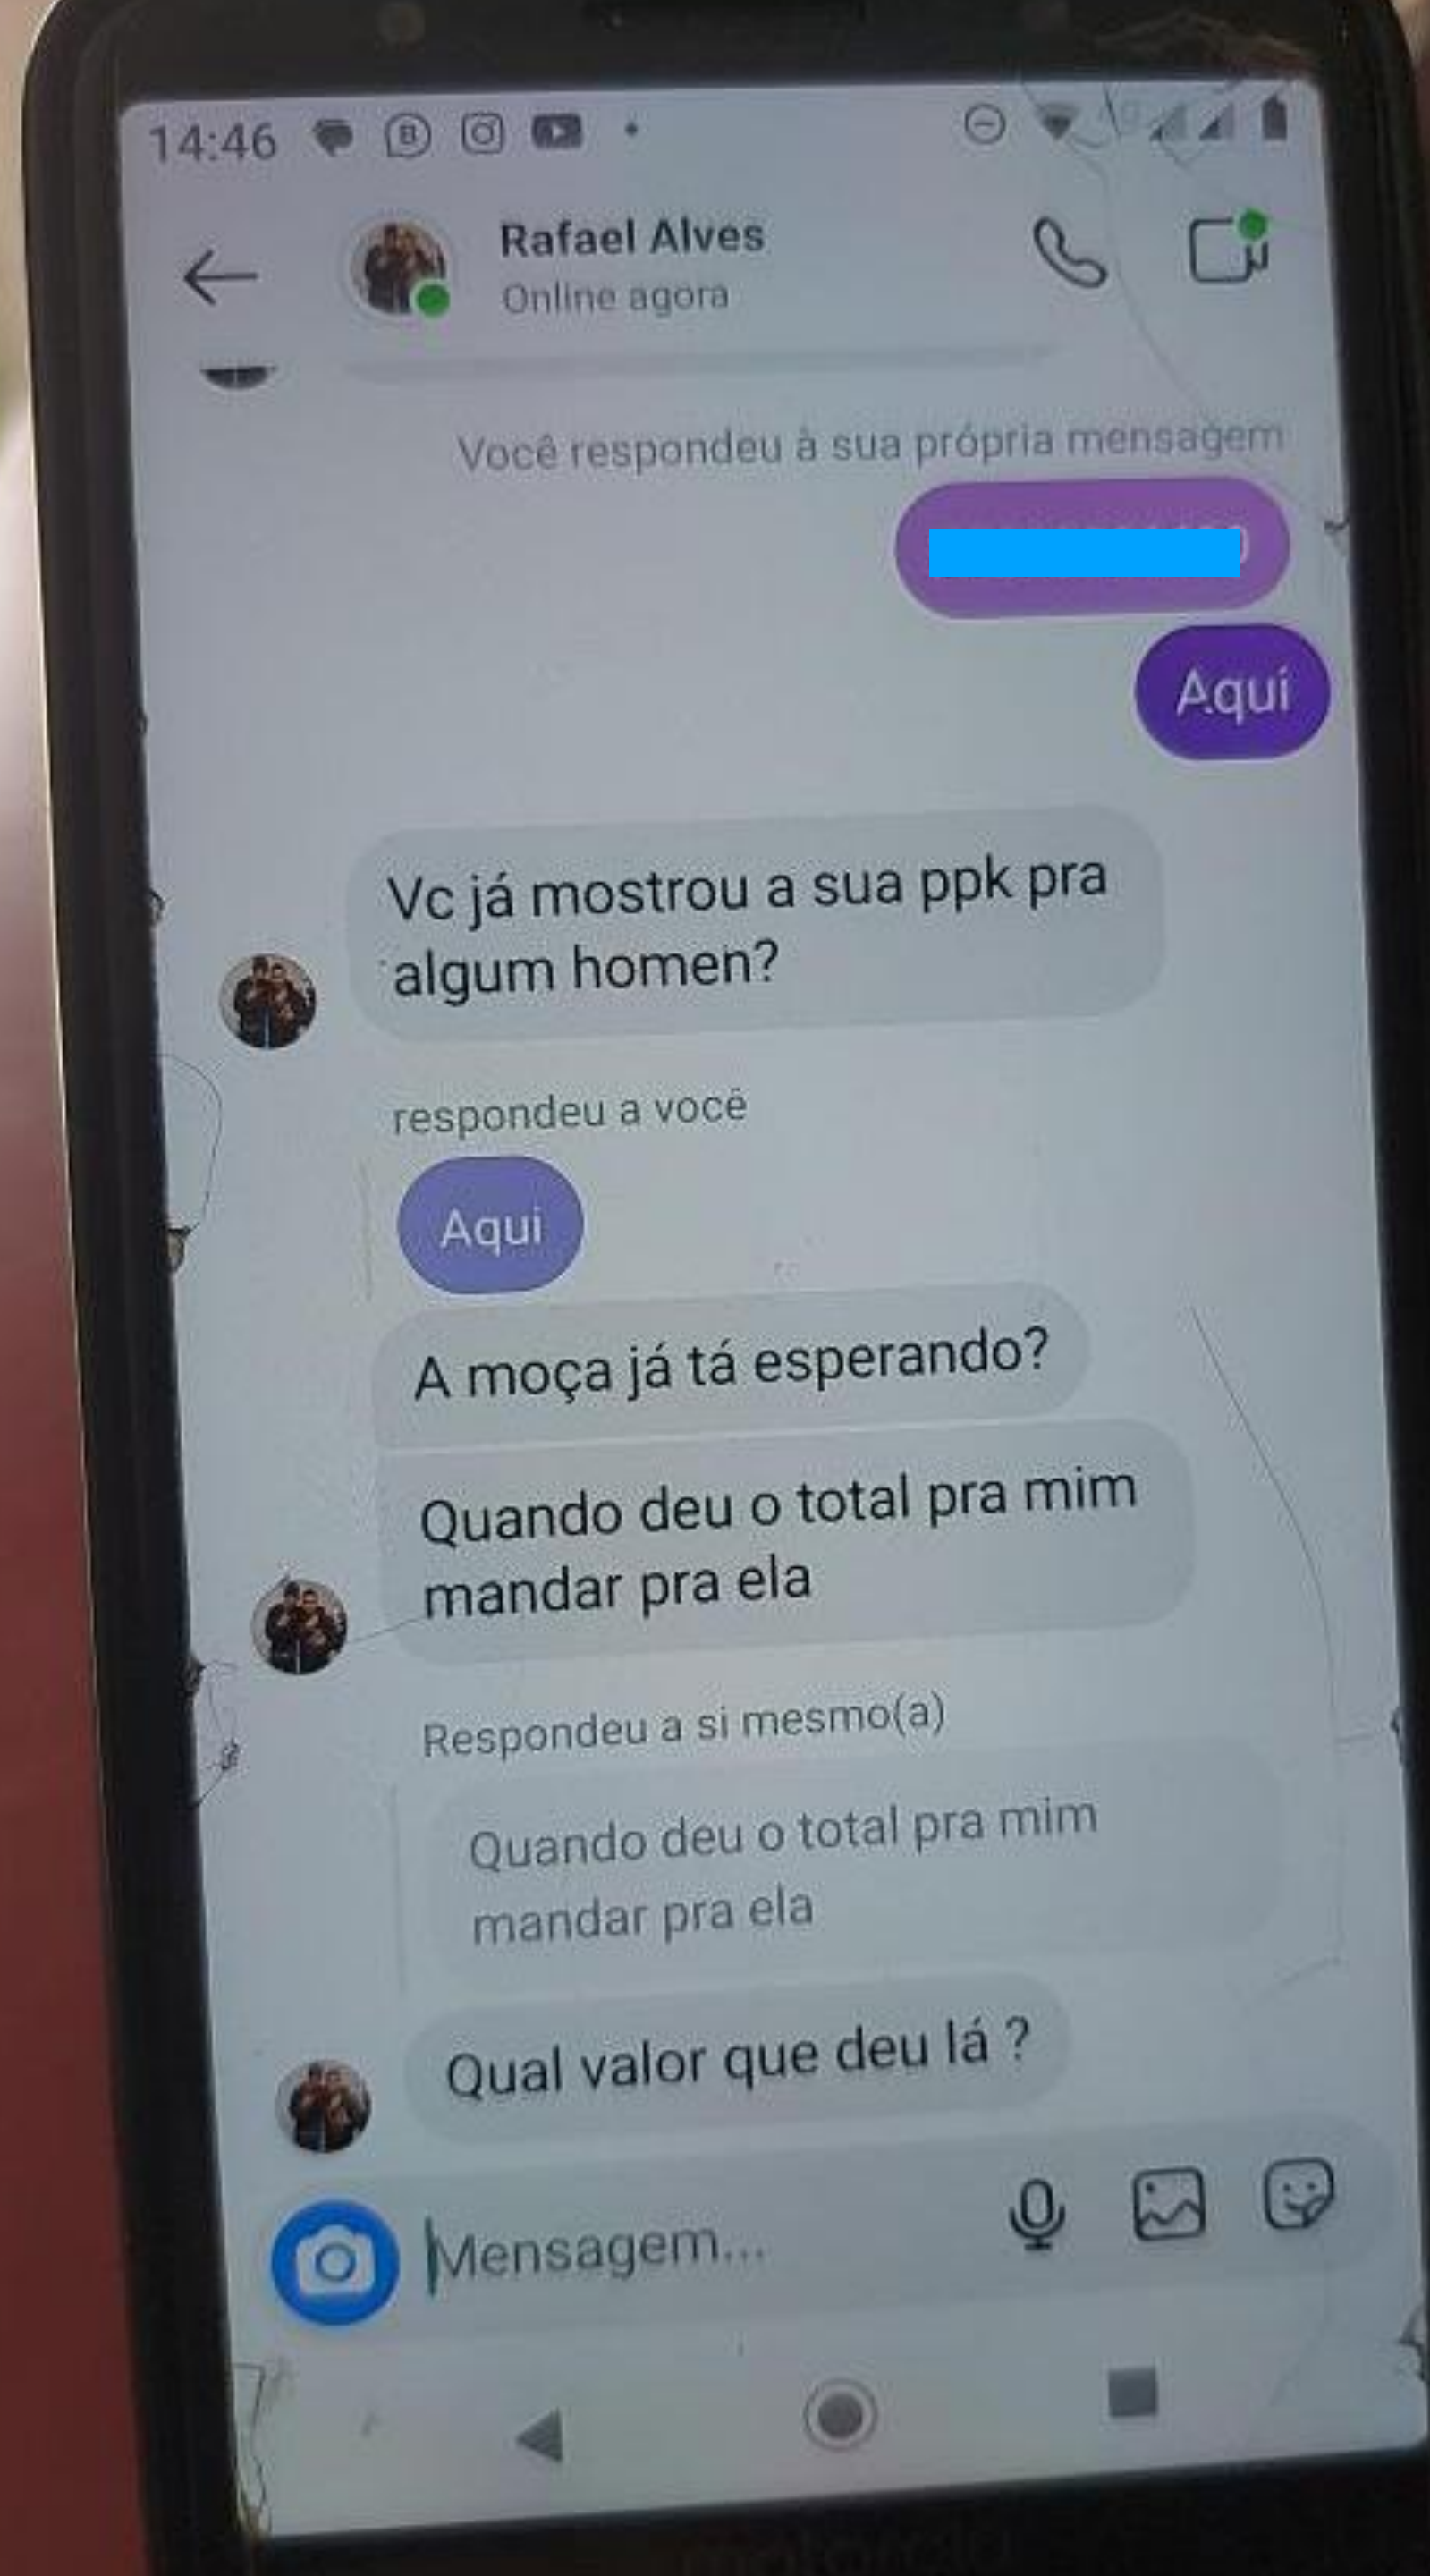 14:46
Rafael Alves
Online agora
Você respondeu à sua própria mensagem
Aqui
Vc já mostrou a sua ppk pra
algum homen?
respondeu a você
Aqui
A moça já tá esperando?
Quando deu o total pra mim
mandar pra ela
Respondeu a si mesmo(a)
Quando deu o total pra mim
mandar pra ela
Qual valor que deu lá ?
Mensagem...